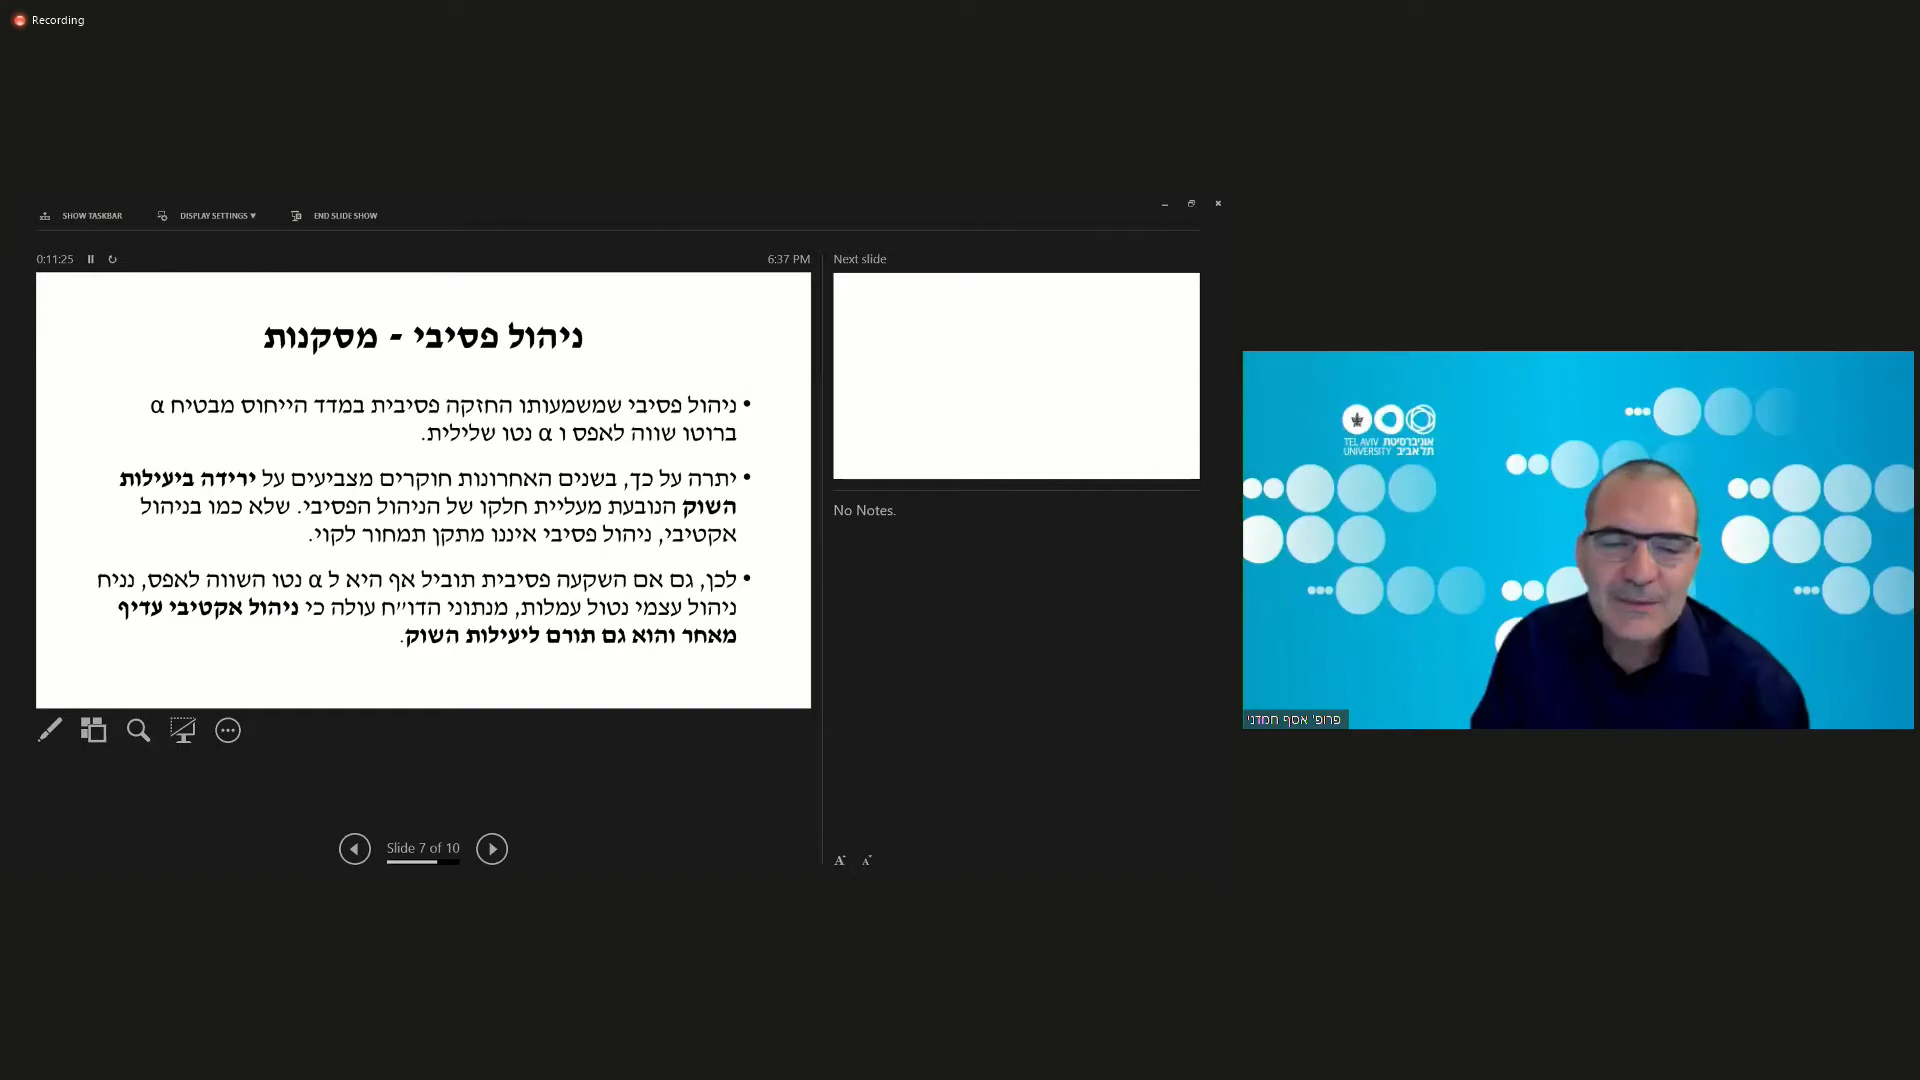 Recording
SHOW TASKBAR
DISPLAY SETTINGS ▼
END SLIDE SHOW
0:11:25
6:37 PM
Next slide
ניהול פסיבי - מסקנות
• ניהול פסיבי שמשמעותו החזקה פסיבית במדד הייחוס מבטיח α
ברוטו שווה לאפס ו α נטו שלילית.
• יתרה על כך, בשנים האחרונות חוקרים מצביעים על ירידה ביעילות
השוק הנובעת מעליית חלקו של הניהול הפסיבי. שלא כמו בניהול
אקטיבי, ניהול פסיבי איננו מתקן תמחור לקוי.
• לכן, גם אם השקעה פסיבית תוביל אף היא ל α נטו השווה לאפס, נניח
ניהול עצמי נטול עמלות, מנתוני הדו״ח עולה כי ניהול אקטיבי עדיף
מאחר והוא גם תורם ליעילות השוק.
No Notes.
Slide 7 of 10
TEL AVIV אוניברסיטת
UNIVERSITY תל אביב
פרופ' אסף חמדני